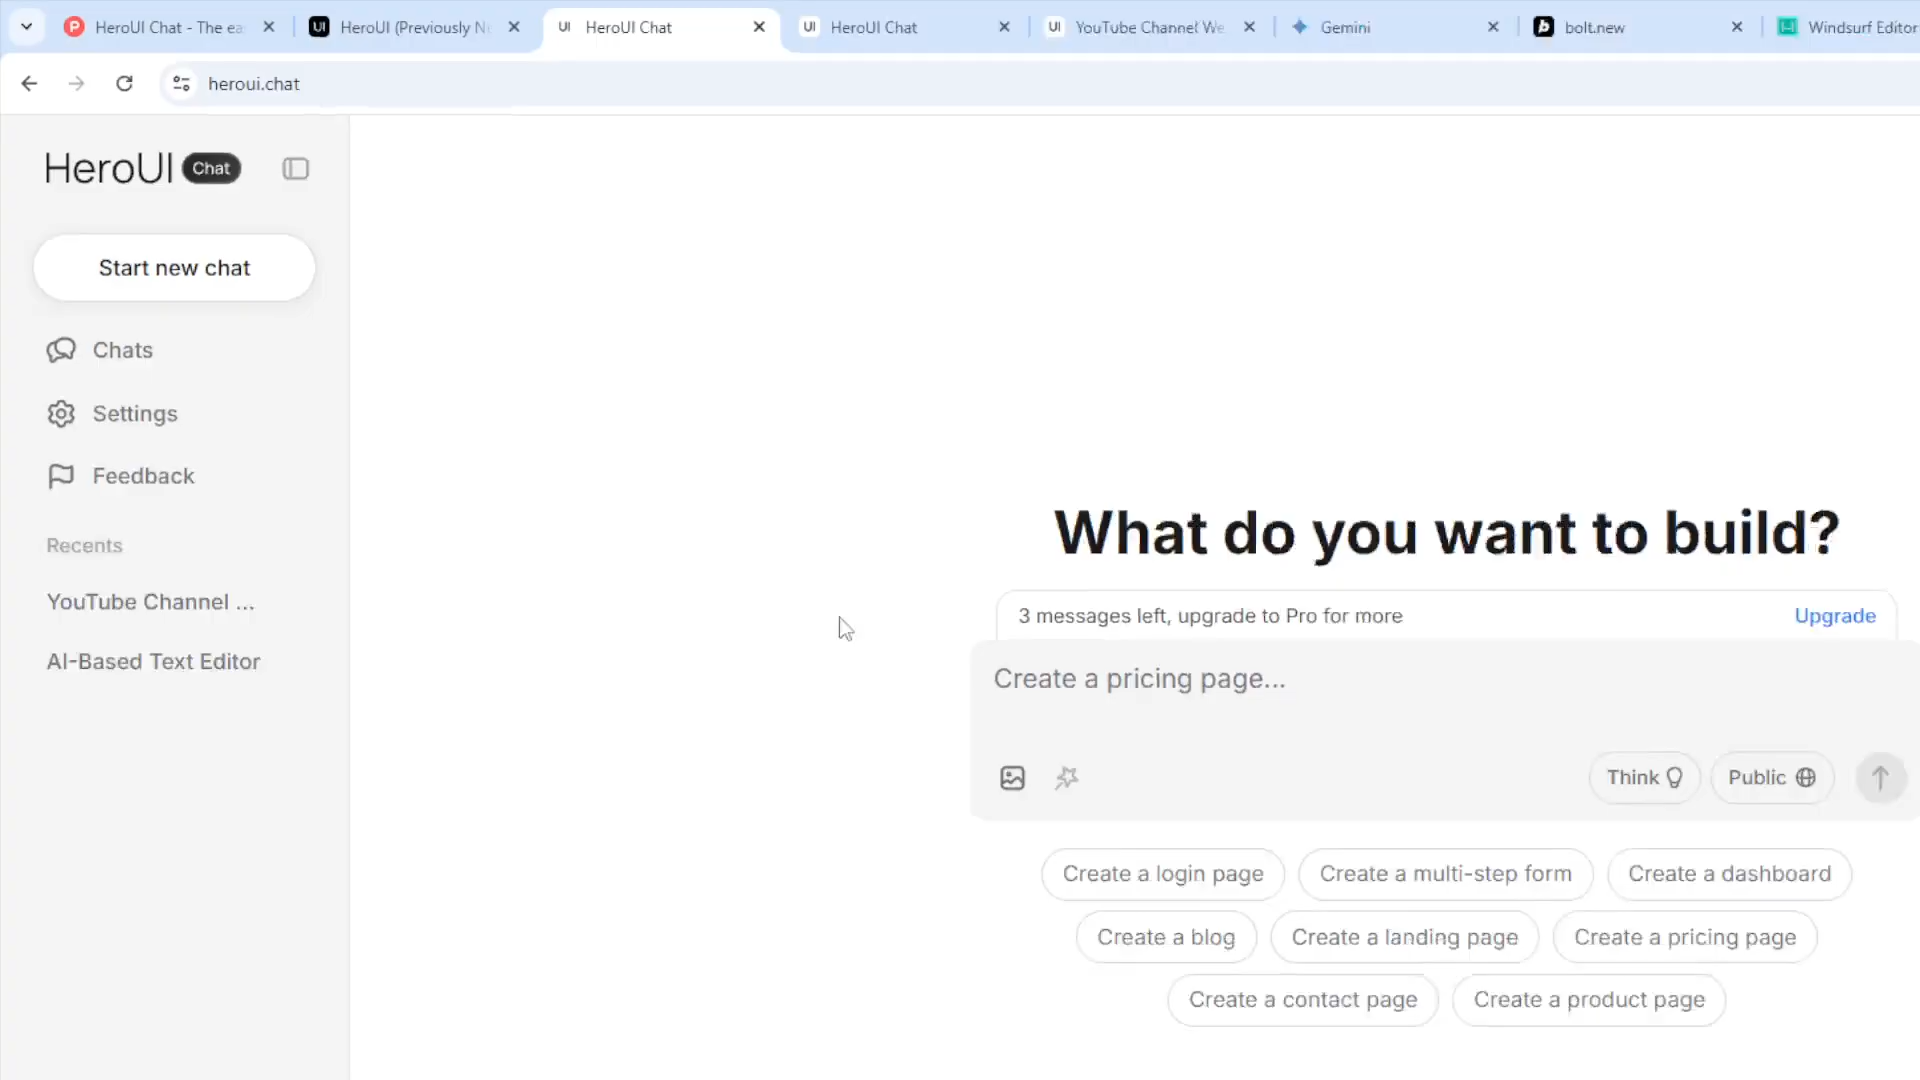 HeroUI Chat - The ea
HeroUI (Previously N
UI HeroUI Chat
UI HeroUI Chat
UI YouTube Channel We
Gemini
bolt.new
Windsurf Editor
heroui.chat
HeroUI Chat
Start new chat
Chats
Settings
Feedback
Recents
YouTube Channel ...
AI-Based Text Editor
What do you want to build?
3 messages left, upgrade to Pro for more
Upgrade
Create a pricing page...
Think
Public
Create a login page
Create a multi-step form
Create a dashboard
Create a blog
Create a landing page
Create a pricing page
Create a contact page
Create a product page